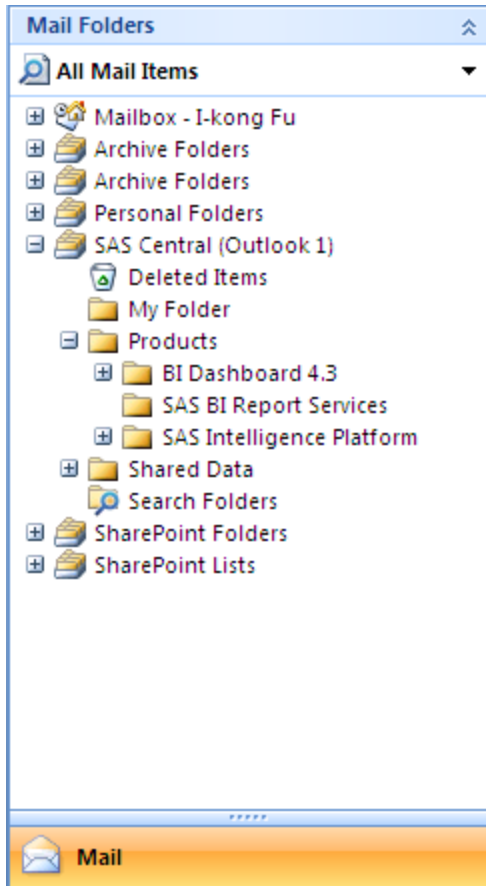 Mail Folders
All Mail Items
Mailbox - I-kong Fu
Archive Folders
Archive Folders
Personal Folders
SAS Central (Outlook 1)
Deleted Items
My Folder
Products
BI Dashboard 4.3
SAS BI Report Services
SAS Intelligence Platform
Shared Data
Search Folders
SharePoint Folders
SharePoint Lists
Mail